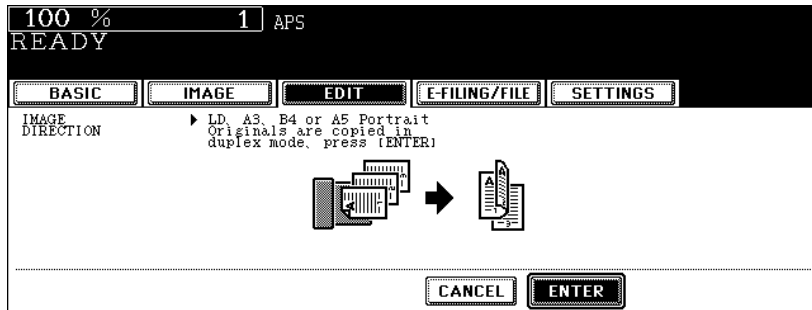 100 % 1 APS
READY
BASIC IMAGE EDIT E-FILING/FILE SETTINGS
IMAGE
DIRECTION
LD、A3、B4 or A5 Portrait
Originals are copied in
duplex mode、press [ENTER]
CANCEL ENTER